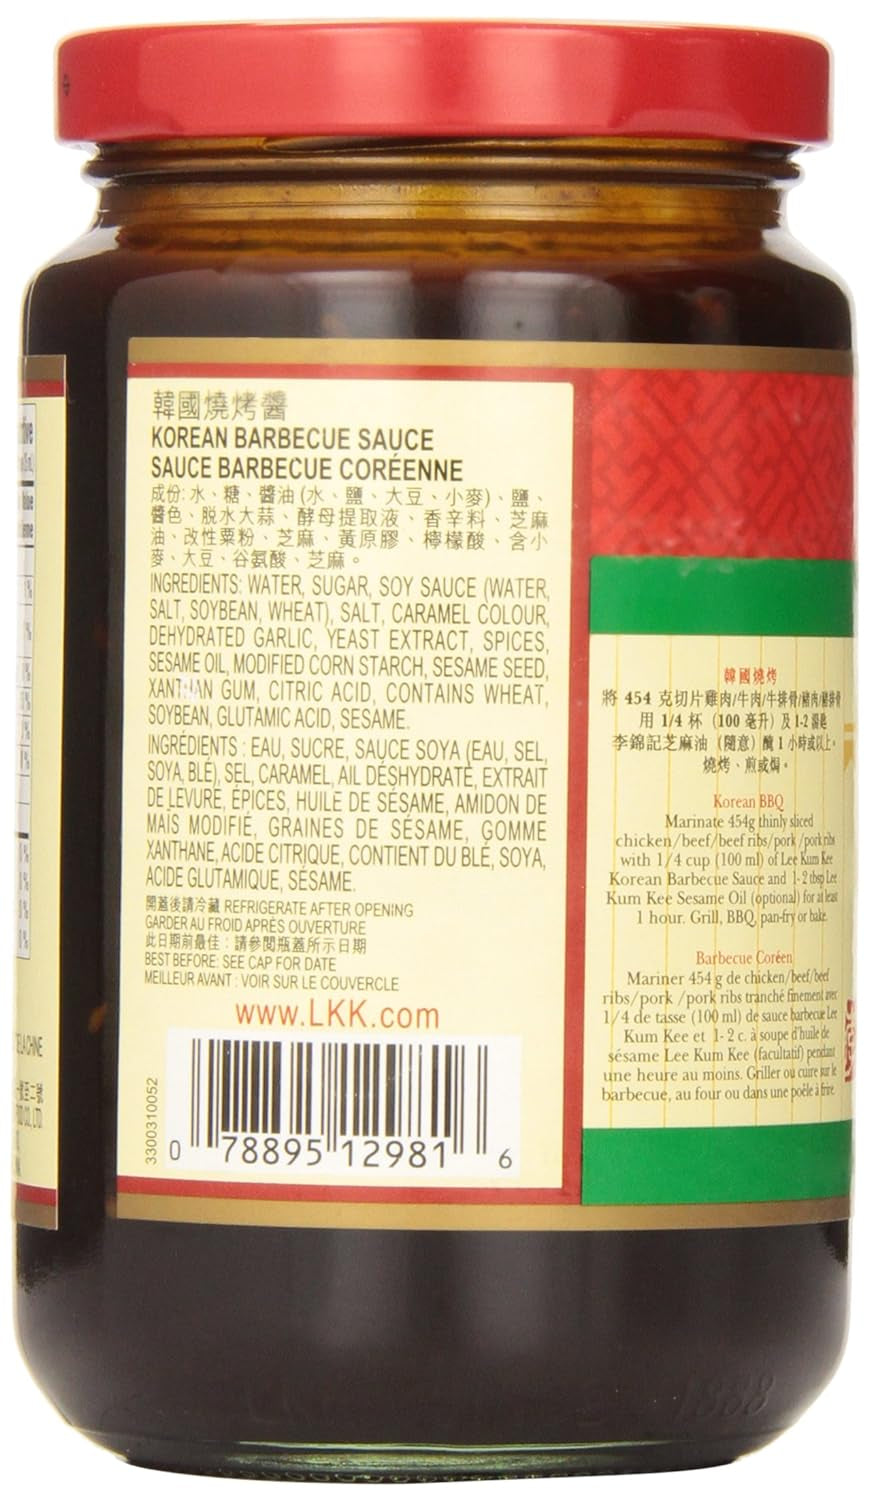 韓國燒烤醬
KOREAN BARBECUE SAUCE
SAUCE BARBECUE CORÉENNE
成份: 水、糖、醬油 (水、鹽、大豆、小麥)、鹽、
醬色、脱水大蒜、酵母提取液、香辛料、芝麻
油、改性粟粉、芝麻、黃原膠、檸檬酸、含小
麥、大豆、谷氨酸、芝麻。
INGREDIENTS: WATER, SUGAR, SOY SAUCE (WATER,
SALT, SOYBEAN, WHEAT), SALT, CARAMEL COLOUR,
DEHYDRATED GARLIC, YEAST EXTRACT, SPICES,
SESAME OIL, MODIFIED CORN STARCH, SESAME SEED,
XANTHAN GUM, CITRIC ACID, CONTAINS WHEAT,
SOYBEAN, GLUTAMIC ACID, SESAME.
INGRÉDIENTS : EAU, SUCRE, SAUCE SOYA (EAU, SEL,
SOYA, BLÉ), SEL, CARAMEL, AIL DÉSHYDRATÉ, EXTRAIT
DE LEVURE, ÉPICES, HUILE DE SÉSAME, AMIDON DE
MAÏS MODIFIÉ, GRAINES DE SÉSAME, GOMME
XANTHANE, ACIDE CITRIQUE, CONTIENT DU BLÉ, SOYA,
ACIDE GLUTAMIQUE, SÉSAME.
開蓋後請冷藏 REFRIGERATE AFTER OPENING
GARDER AU FROID APRÈS OUVERTURE
此日期前最佳：請參閱瓶蓋所示日期
BEST BEFORE: SEE CAP FOR DATE
MEILLEUR AVANT : VOIR SUR LE COUVERCLE
www.LKK.com
3300310052
0 78895 12981 6
韓國燒烤
將 454 克切片雞肉/牛肉/牛排骨/豬肉/豬排骨
用 1/4 杯 (100 毫升) 及 1-2 湯匙
李錦記芝麻油 (隨意) 醃 1 小時或以上。
燒烤、煎或焗。
Korean BBQ
Marinate 454g thinly sliced
chicken/beef/beef ribs/pork /pork ribs
with 1/4 cup (100 ml) of Lee Kum Kee
Korean Barbecue Sauce and 1-2 tbsp Lee
Kum Kee Sesame Oil (optional) for at least
1 hour. Grill, BBQ, pan-fry or bake.
Barbecue Coréen
Mariner 454 g de chicken/beef/beef
ribs/pork /pork ribs tranché finement avec
1/4 de tasse (100 ml) de sauce barbecue Lee
Kum Kee et 1-2 c. à soupe d'huile de
sésame Lee Kum Kee (facultatif) pendant
une heure au moins. Griller ou cuire sur le
barbecue, au four ou dans une poêle à frire.
1888